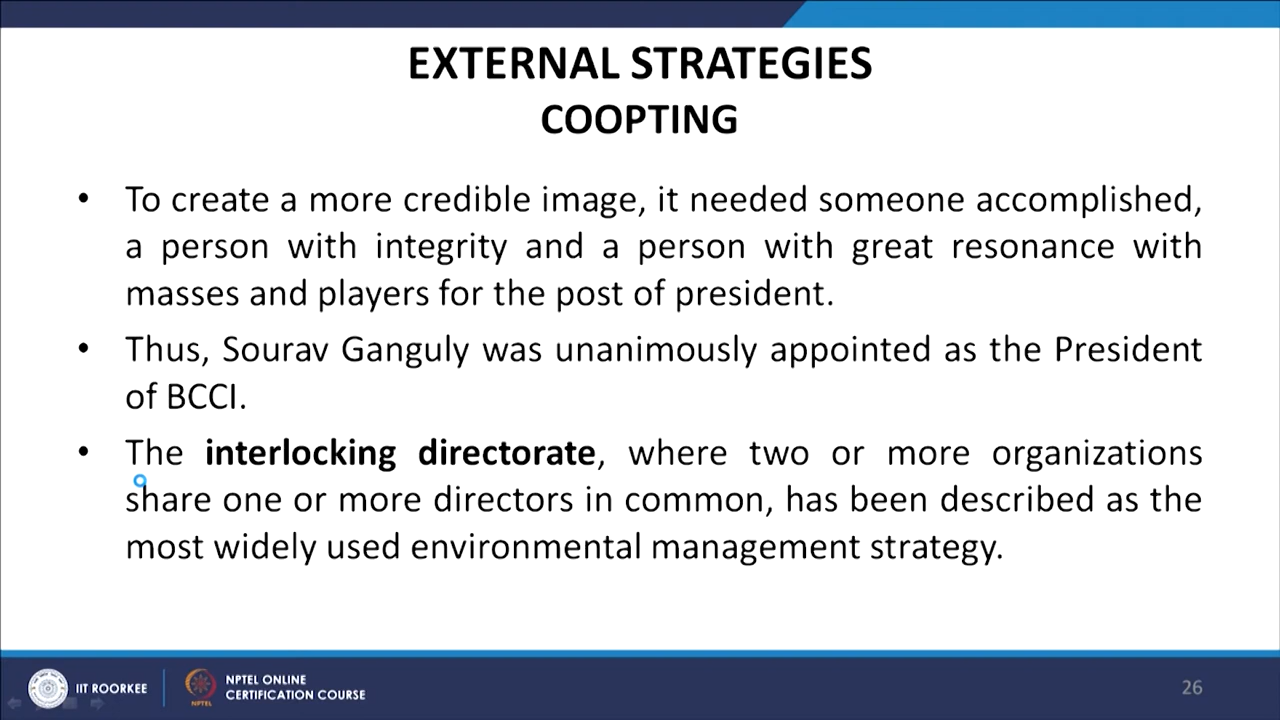 EXTERNAL STRATEGIES
COOPTING
• To create a more credible image, it needed someone accomplished,
a person with integrity and a person with great resonance with
masses and players for the post of president.
• Thus, Sourav Ganguly was unanimously appointed as the President
of BCCI.
• The interlocking directorate, where two or more organizations
share one or more directors in common, has been described as the
most widely used environmental management strategy.
IIT ROORKEE
NPTEL
NPTEL ONLINE
CERTIFICATION COURSE
26